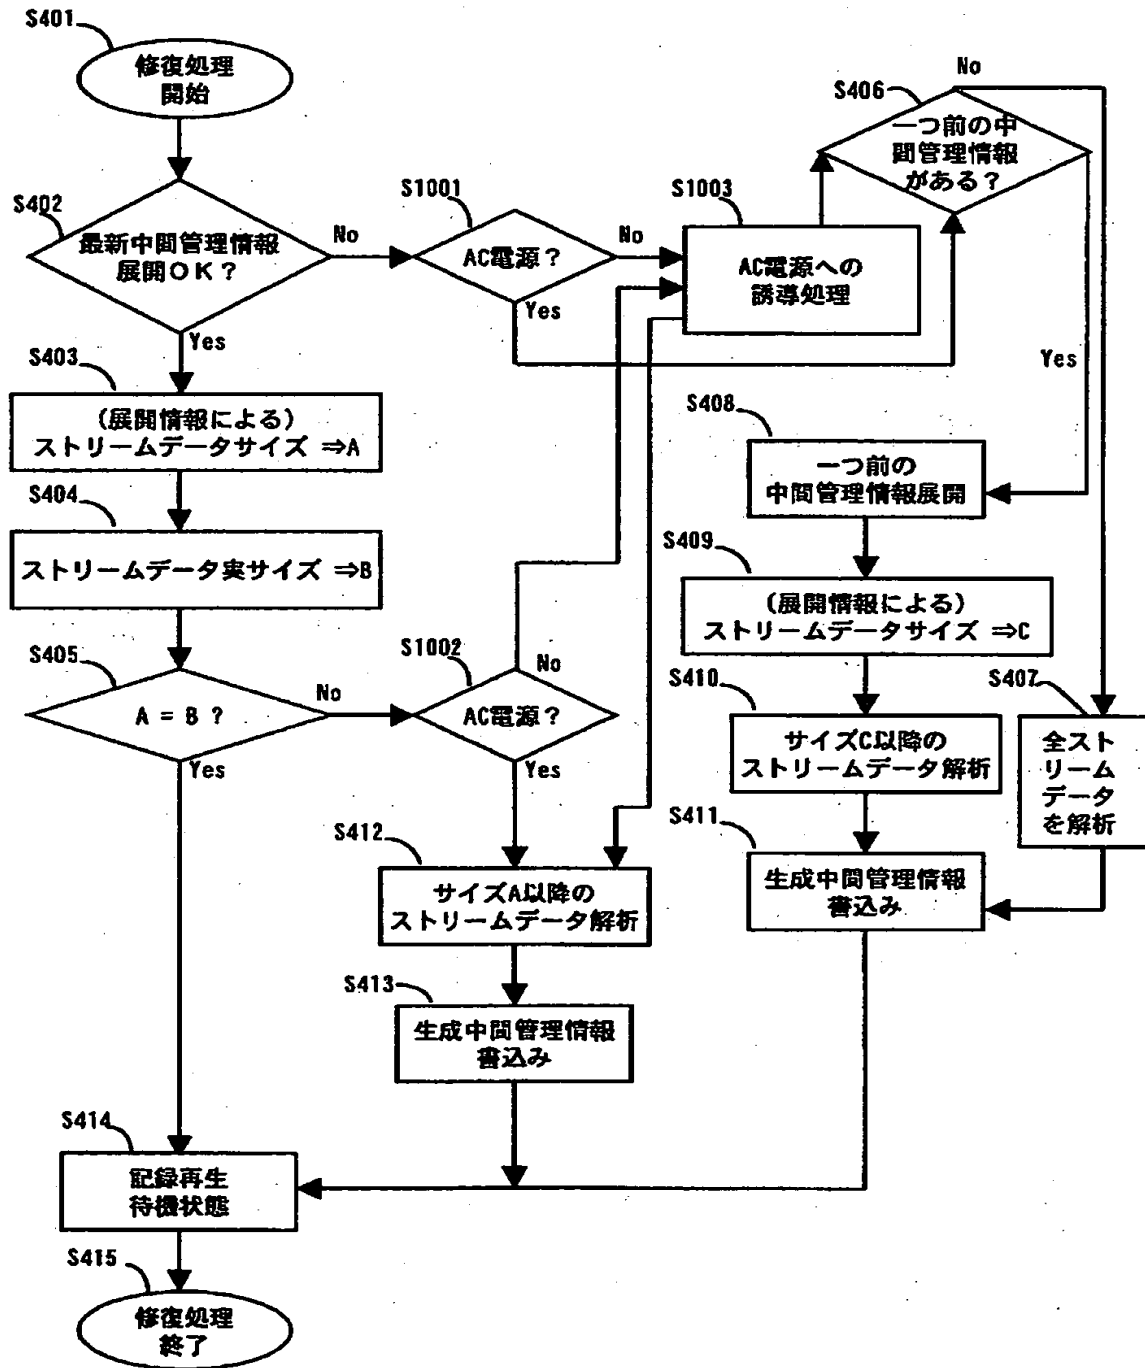 S401
修復処理
開始
S402
最新中間管理情報
展開OK?
No
Yes
S1001
AC電源?
No
Yes
S1003
AC電源への
誘導処理
S406
一つ前の中
間管理情報
がある?
No
Yes
S403
(展開情報による)
ストリームデータサイズ ⇒A
S404
ストリームデータ実サイズ ⇒B
S405
A = B ?
No
Yes
S1002
AC電源?
No
Yes
S408
一つ前の
中間管理情報展開
S409
(展開情報による)
ストリームデータサイズ ⇒C
S410
サイズC以降の
ストリームデータ解析
S407
全スト
リーム
データ
を解析
S411
生成中間管理情報
書込み
S412
サイズA以降の
ストリームデータ解析
S413
生成中間管理情報
書込み
S414
記録再生
待機状態
S415
修復処理
終了